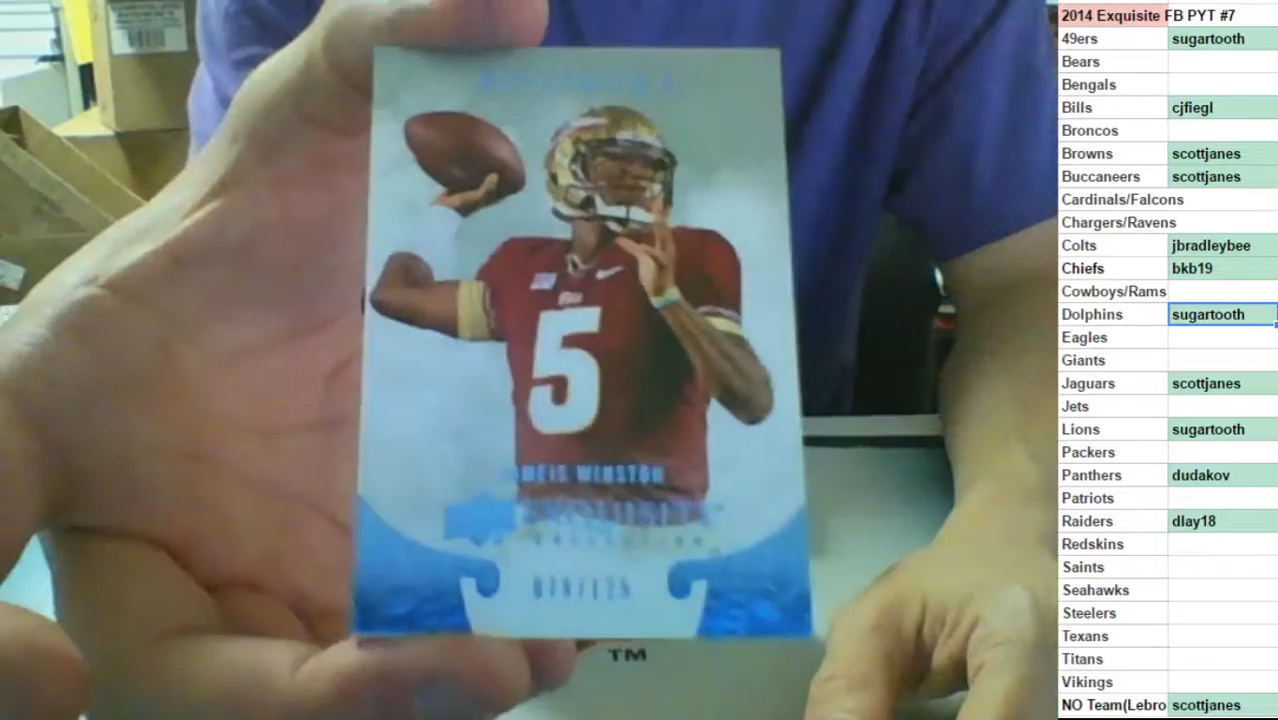 5
JAMEIS WINSTON
TM
2014 Exquisite FB PYT #7
49ers sugartooth
Bears
Bengals
Bills cjfiegl
Broncos
Browns scottjanes
Buccaneers scottjanes
Cardinals/Falcons
Chargers/Ravens
Colts jbradleybee
Chiefs bkb19
Cowboys/Rams
Dolphins sugartooth
Eagles
Giants
Jaguars scottjanes
Jets
Lions sugartooth
Packers
Panthers dudakov
Patriots
Raiders dlay18
Redskins
Saints
Seahawks
Steelers
Texans
Titans
Vikings
NO Team(Lebro scottjanes